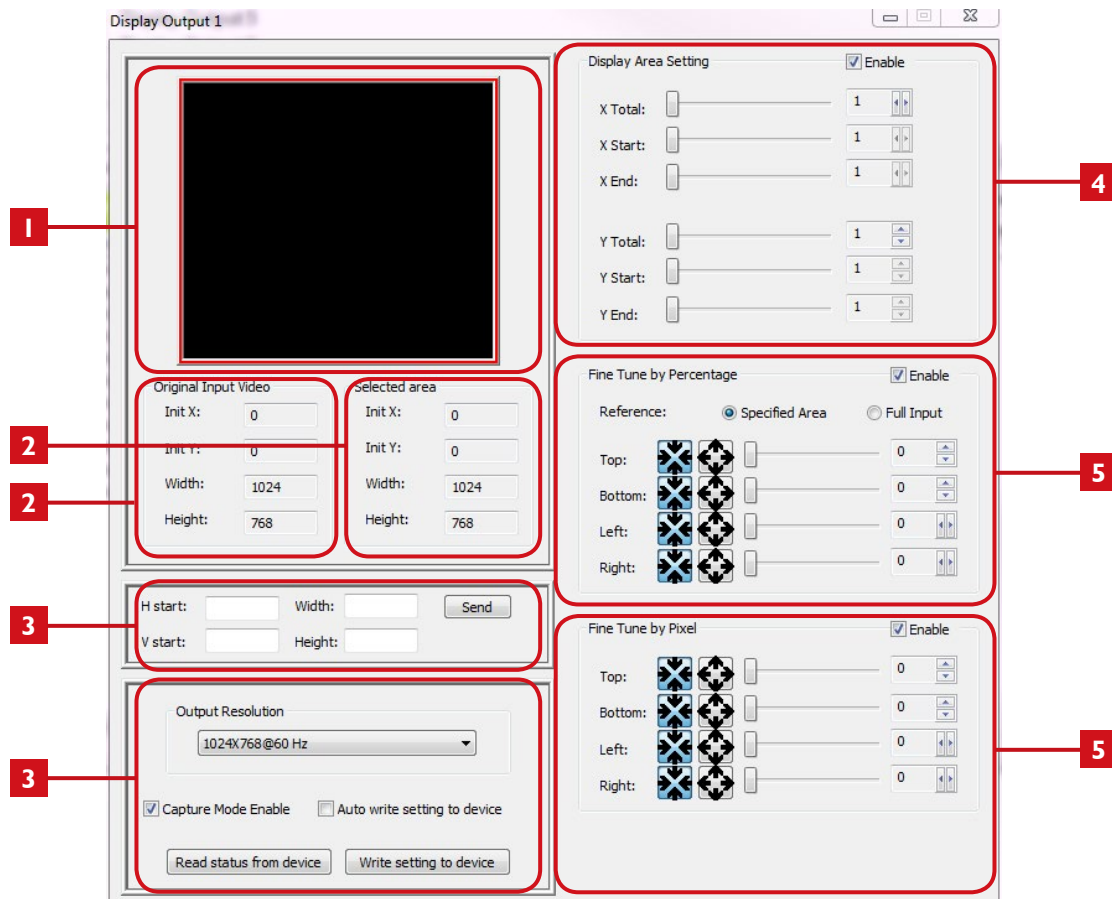 Display Output 1
1
Original Input Video
Init X: 0
Init Y: 0
Width: 1024
Height: 768
2
2
Selected area
Init X: 0
Init Y: 0
Width: 1024
Height: 768
3
H start:
Width:
Send
V start:
Height:
3
Output Resolution
1024X768@60 Hz
Capture Mode Enable
Auto write setting to device
Read status from device
Write setting to device
Display Area Setting
Enable
X Total: 1
X Start: 1
X End: 1
Y Total: 1
Y Start: 1
Y End: 1
4
Fine Tune by Percentage
Enable
Reference:
Specified Area
Full Input
Top: 0
Bottom: 0
Left: 0
Right: 0
5
Fine Tune by Pixel
Enable
Top: 0
Bottom: 0
Left: 0
Right: 0
5